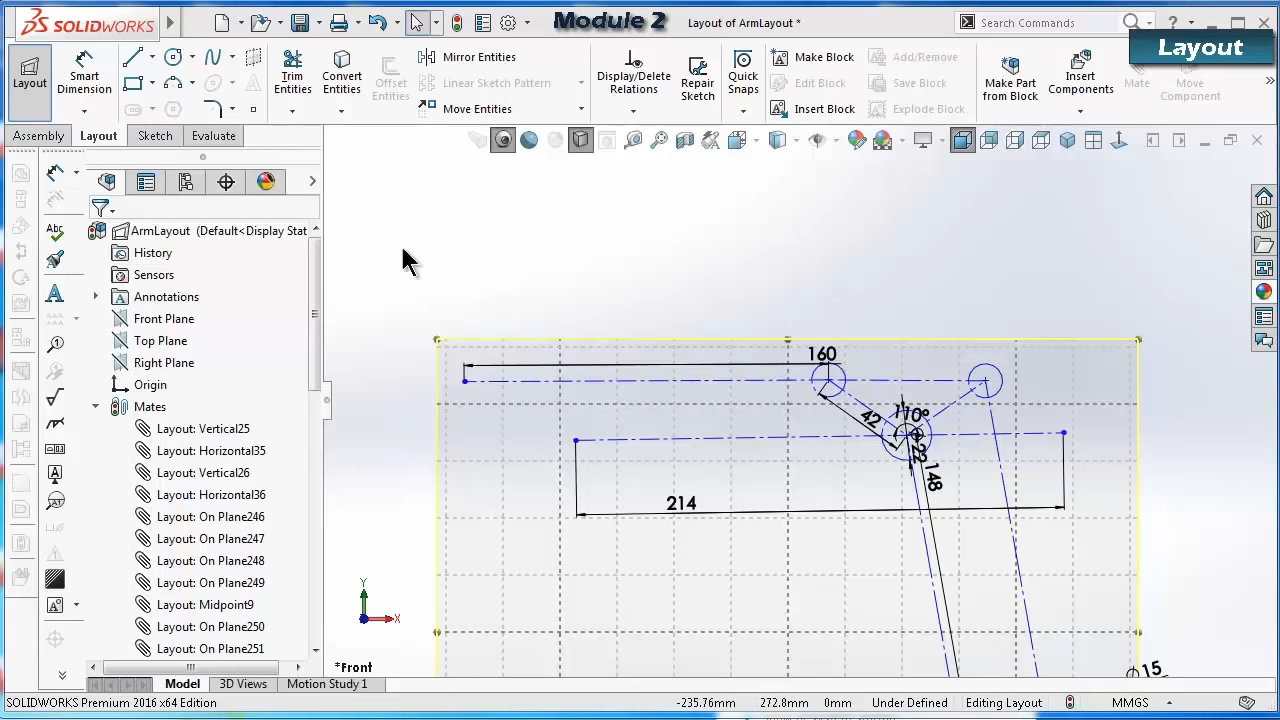 SOLIDWORKS
Module 2
Layout of ArmLayout *
Search Commands
Layout
Layout
Smart Dimension
Trim Entities
Convert Entities
Offset Entities
Mirror Entities
Linear Sketch Pattern
Move Entities
Display/Delete Relations
Repair Sketch
Quick Snaps
Make Block
Edit Block
Insert Block
Add/Remove
Save Block
Explode Block
Make Part from Block
Insert Components
Mate
Move Component
Assembly
Layout
Sketch
Evaluate
ArmLayout (Default<Display Stat
History
Sensors
Annotations
Front Plane
Top Plane
Right Plane
Origin
Mates
Layout: Vertical25
Layout: Horizontal35
Layout: Vertical26
Layout: Horizontal36
Layout: On Plane246
Layout: On Plane247
Layout: On Plane248
Layout: On Plane249
Layout: Midpoint9
Layout: On Plane250
Layout: On Plane251
160
42
110°
22
148
214
15
Y
X
*Front
Model
3D Views
Motion Study 1
SOLIDWORKS Premium 2016 x64 Edition
-235.76mm
272.8mm
0mm
Under Defined
Editing Layout
MMGS